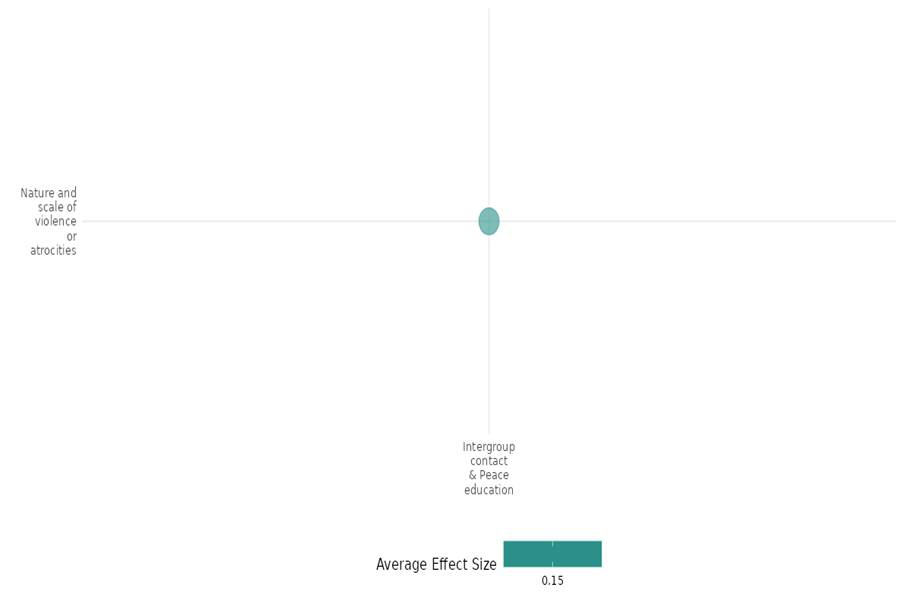 Nature and
scale of
violence
or
atrocities
Intergroup
contact
& Peace
education
Average Effect Size
0.15